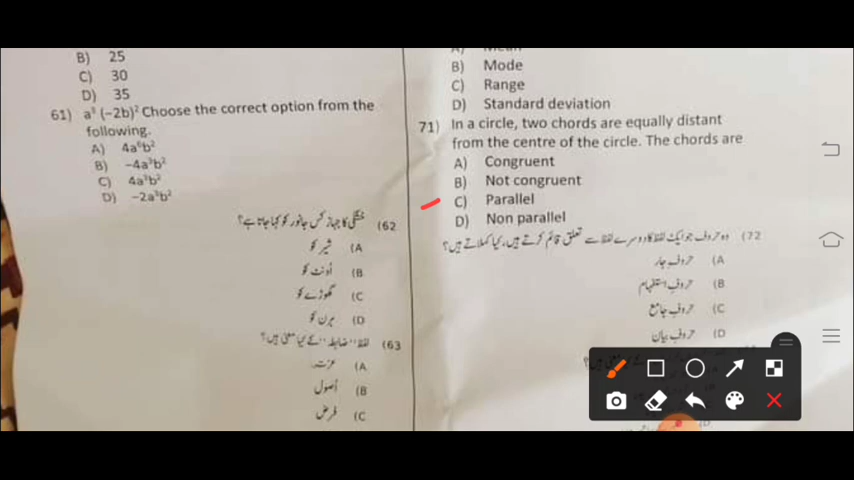 B) 25
C) 30
D) 35
61) a³ (−2b)² Choose the correct option from the
following.
A) 4a⁶b²
B) −4a³b²
C) 4a³b²
D) −2a³b²
62) خشکی کا جہاز کس جانور کو کہا جاتا ہے؟
A) شیر کو
B) اُونٹ کو
C) گھوڑے کو
D) ہرن کو
63) لفظ "ضابطہ" کے کیا معنی ہیں؟
A) عزت
B) اُصول
C) فرض
A) Mean
B) Mode
C) Range
D) Standard deviation
71) In a circle, two chords are equally distant
from the centre of the circle. The chords are
A) Congruent
B) Not congruent
C) Parallel
D) Non parallel
72) وہ حروف جو ایک لفظ کا دوسرے لفظ سے تعلق قائم کرتے ہیں، کیا کہلاتے ہیں؟
A) حروفِ جار
B) حروفِ استفہام
C) حروفِ جامع
D) حروفِ بیان